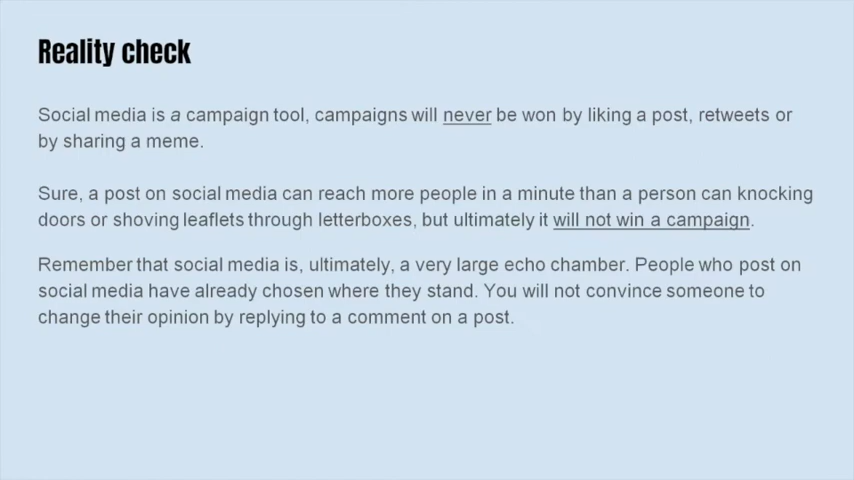 Reality check
Social media is a campaign tool, campaigns will never be won by liking a post, retweets or
by sharing a meme.
Sure, a post on social media can reach more people in a minute than a person can knocking
doors or shoving leaflets through letterboxes, but ultimately it will not win a campaign.
Remember that social media is, ultimately, a very large echo chamber. People who post on
social media have already chosen where they stand. You will not convince someone to
change their opinion by replying to a comment on a post.